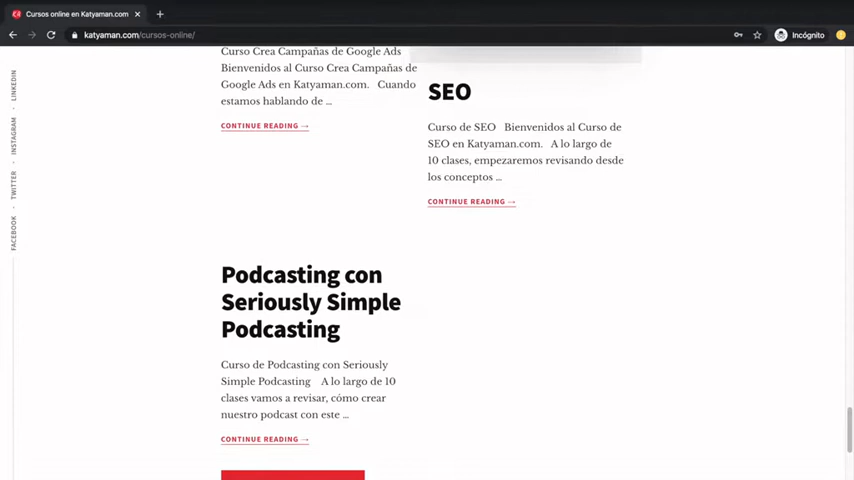 Cursos online en Katyaman.com
katyaman.com/cursos-online/
Incógnito
LINKEDIN
INSTAGRAM
TWITTER
FACEBOOK
Curso Crea Campañas de Google Ads
Bienvenidos al Curso Crea Campañas de
Google Ads en Katyaman.com. Cuando
estamos hablando de …
CONTINUE READING →
SEO
Curso de SEO Bienvenidos al Curso de
SEO en Katyaman.com. A lo largo de
10 clases, empezaremos revisando desde
los conceptos …
CONTINUE READING →
Podcasting con
Seriously Simple
Podcasting
Curso de Podcasting con Seriously
Simple Podcasting A lo largo de 10
clases vamos a revisar, cómo crear
nuestro podcast con este …
CONTINUE READING →